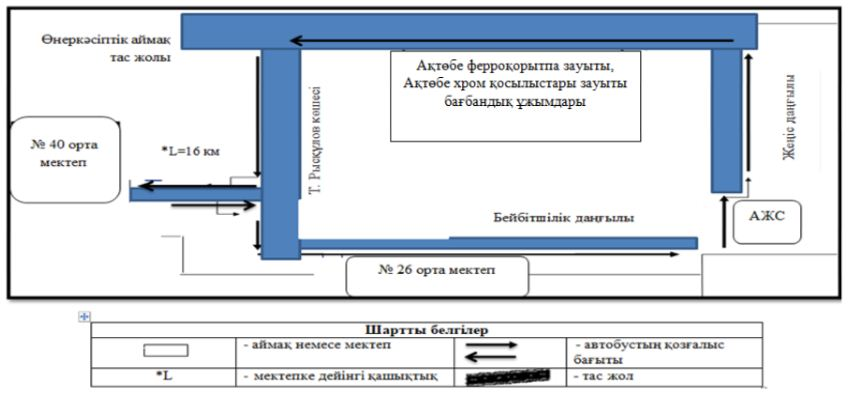 Өнеркәсіптік аймақ
тас жолы
Ақтөбе ферроқорытпа зауыты,
Ақтөбе хром қосылыстары зауыты
бағбандық ұжымдары
Т. Рысқұлов көшесі
Жеңіс даңғылы
№ 40 орта
мектеп
*L=16 км
Бейбітшілік даңғылы
АЖС
№ 26 орта мектеп
Шартты белгілер
- аймақ немесе мектеп
- автобустың қозғалыс
бағыты
*L
- мектепке дейінгі қашықтық
- тас жол